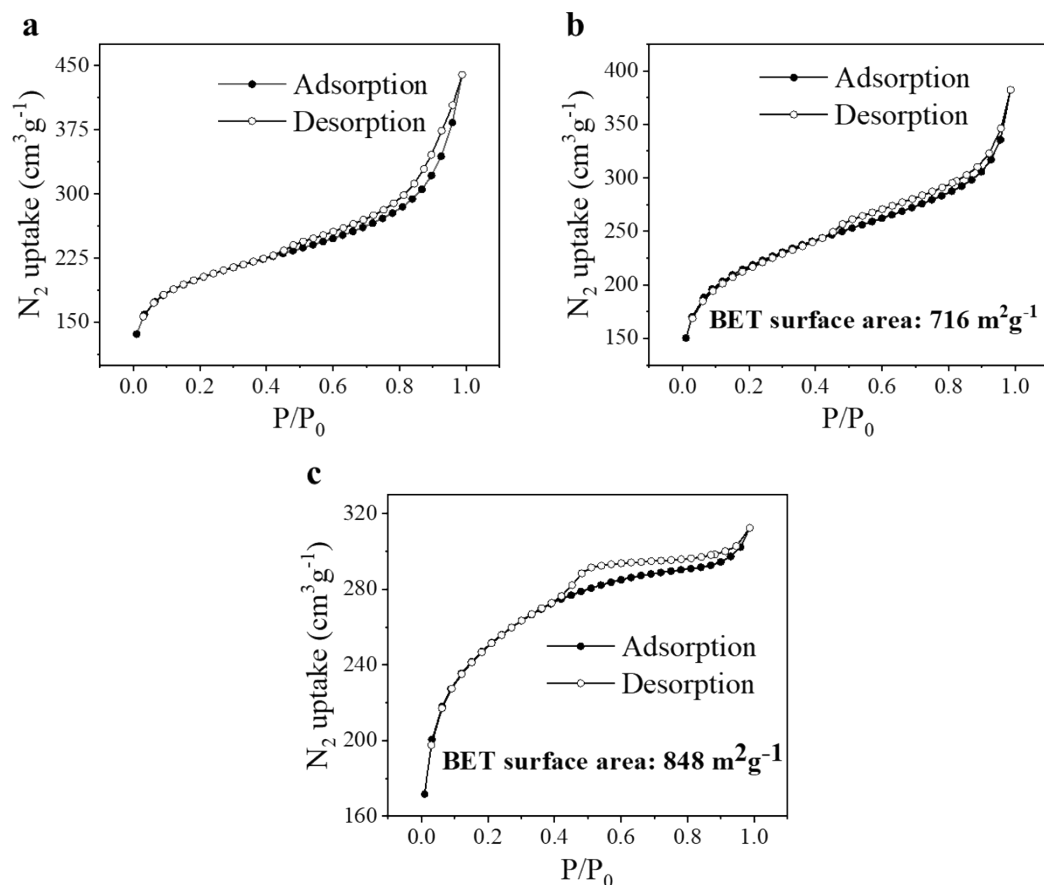 a
450
375
300
225
150
N₂ uptake (cm³g⁻¹)
Adsorption
Desorption
0.0 0.2 0.4 0.6 0.8 1.0
P/P₀
b
400
350
300
250
200
150
125
N₂ uptake (cm³g⁻¹)
Adsorption
Desorption
BET surface area: 716 m²g⁻¹
0.0 0.2 0.4 0.6 0.8 1.0
P/P₀
c
320
280
240
200
160
N₂ uptake (cm³g⁻¹)
Adsorption
Desorption
BET surface area: 848 m²g⁻¹
0.0 0.2 0.4 0.6 0.8 1.0
P/P₀